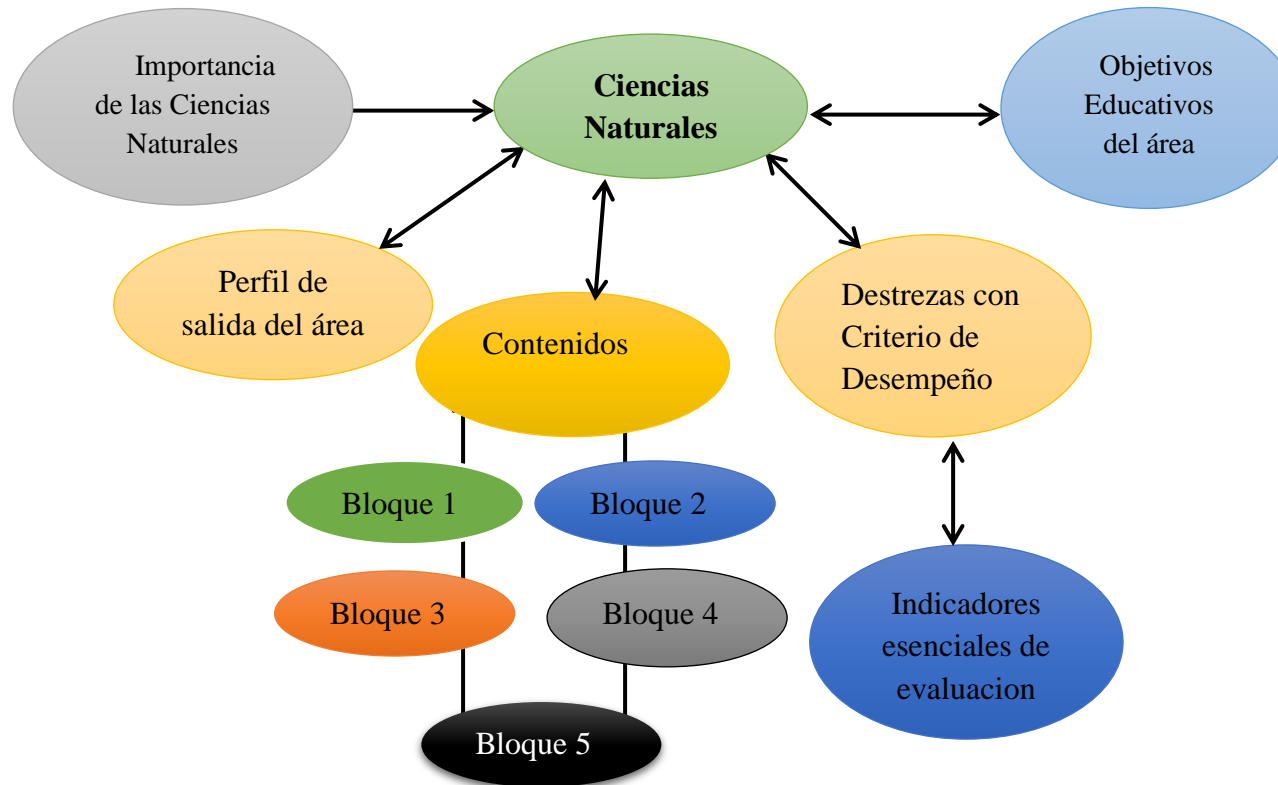 Importancia
de las Ciencias
Naturales
Ciencias
Naturales
Objetivos
Educativos
del área
Perfil de
salida del área
Contenidos
Destrezas con
Criterio de
Desempeño
Bloque 1
Bloque 2
Bloque 3
Bloque 4
Bloque 5
Indicadores
esenciales de
evaluacion